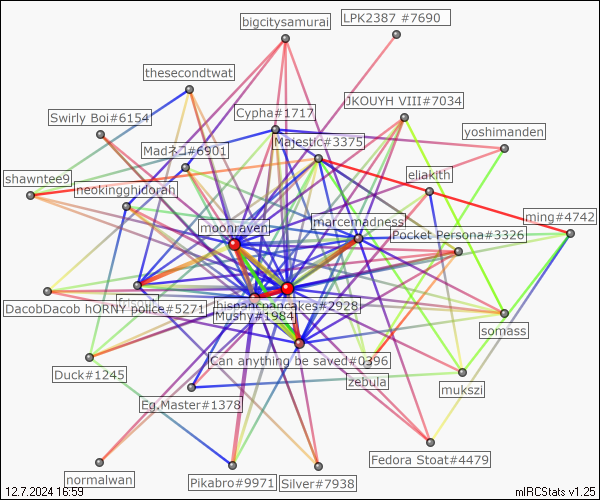 LPK2387 #7690
bigcitysamurai
thesecondtwat
JKOUYH VIII#7034
Cypha#1717
Swirly Boi#6154
yoshimanden
Majestic#3375
Madネコ#6901
eliakith
shawntee9
neokingghidorah
ming#4742
marcemadness
moonraven
Pocket Persona#3326
DacobDacob hORNY police#5271
hispancpancakes#2928
Mushy#1984
somass
Can anything be saved#0396
Duck#1245
zebula
mukszi
Eg.Master#1378
Fedora Stoat#4479
normalwan
Pikabro#9971
Silver#7938
12.7.2024 16:59
mIRCStats v1.25